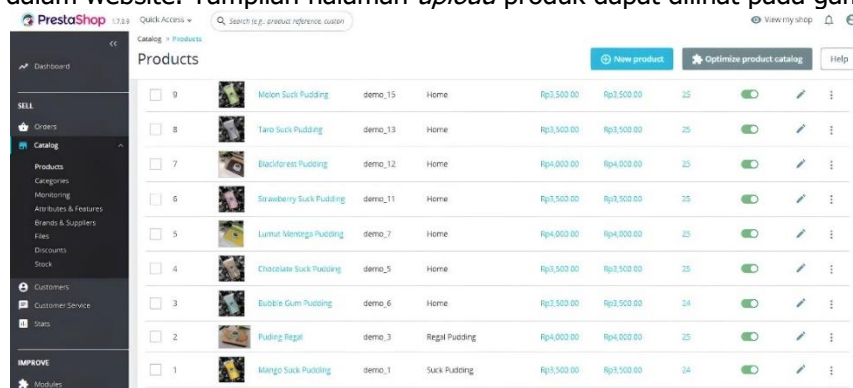 dalam website. Tampilan halaman upload produk dapat dilihat pada gam
PrestaShop 1.7.2.3 Quick Access Search (e.g.: product reference, custom View my shop
Catalog > Products
Products New product Optimize product catalog Help
Dashboard
SELL
Orders
Catalog
Products
Categories
Monitoring
Attributes & Features
Brands & Suppliers
Files
Discounts
Stock
Customers
Customer Service
Stats
IMPROVE
Modules
9 Melon Suck Pudding demo_15 Home Rp3,500.00 Rp3,500.00 25
8 Taro Suck Pudding demo_13 Home Rp3,500.00 Rp3,500.00 25
7 Blackforest Pudding demo_12 Home Rp4,000.00 Rp4,000.00 25
6 Strawberry Suck Pudding demo_11 Home Rp3,500.00 Rp3,500.00 25
5 Lumut Mentega Pudding demo_7 Home Rp4,000.00 Rp4,000.00 25
4 Chocolate Suck Pudding demo_5 Home Rp3,500.00 Rp3,500.00 25
3 Bubble Gum Pudding demo_6 Home Rp3,500.00 Rp3,500.00 24
2 Puding Regal demo_3 Regal Pudding Rp4,000.00 Rp4,000.00 25
1 Mango Suck Pudding demo_1 Suck Pudding Rp3,500.00 Rp3,500.00 24